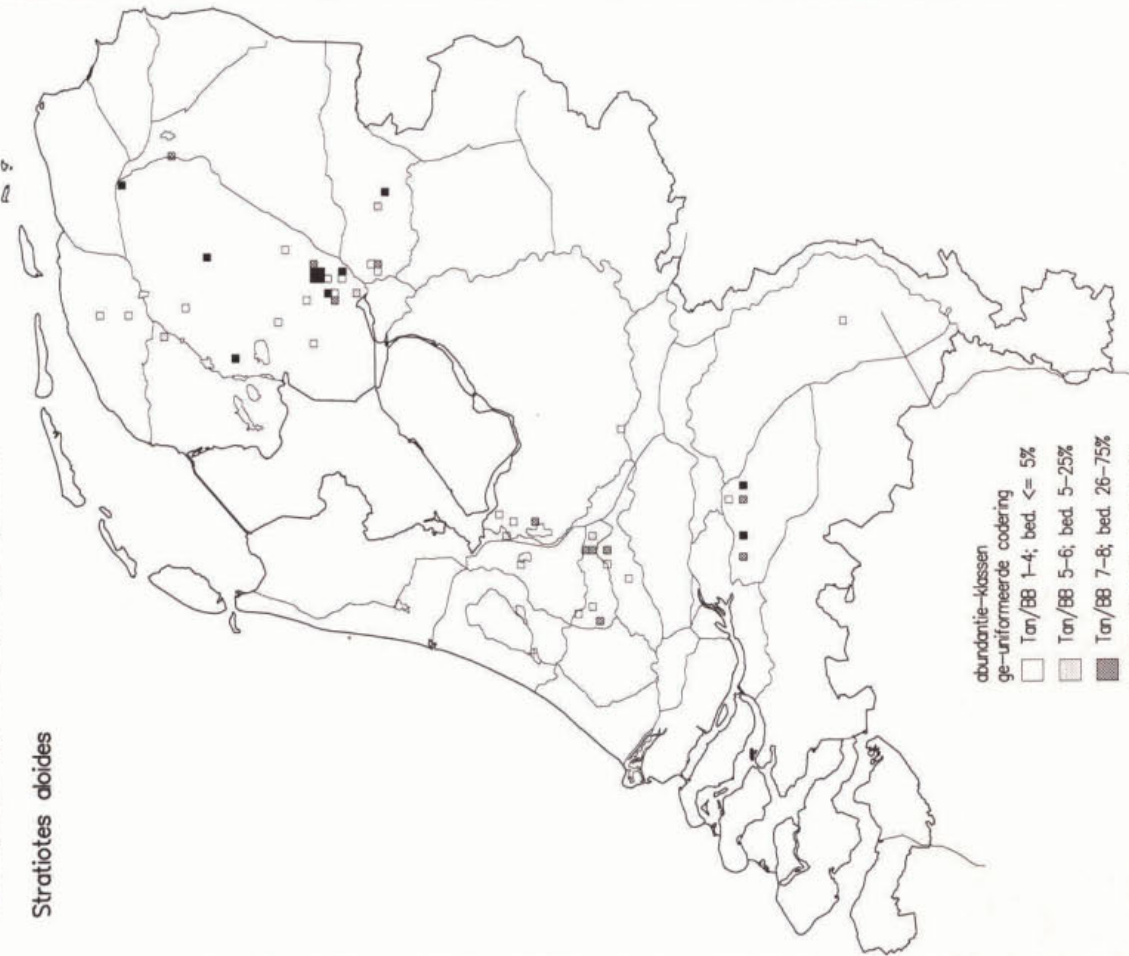 Stratiotes aloides
abundantie-klassen
ge-uniformeerde codering
Tan/BB 1-4; bed. <= 5%
Tan/BB 5-6; bed. 5-25%
Tan/BB 7-8; bed. 26-75%